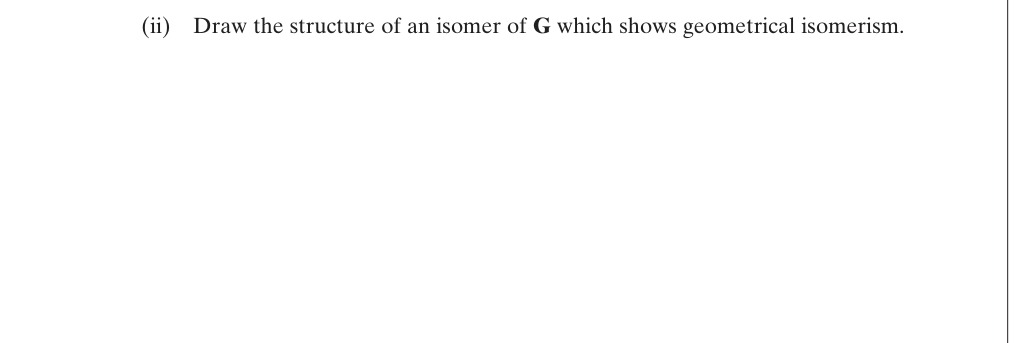 (ii) Draw the structure of an isomer of G which shows geometrical isomerism.